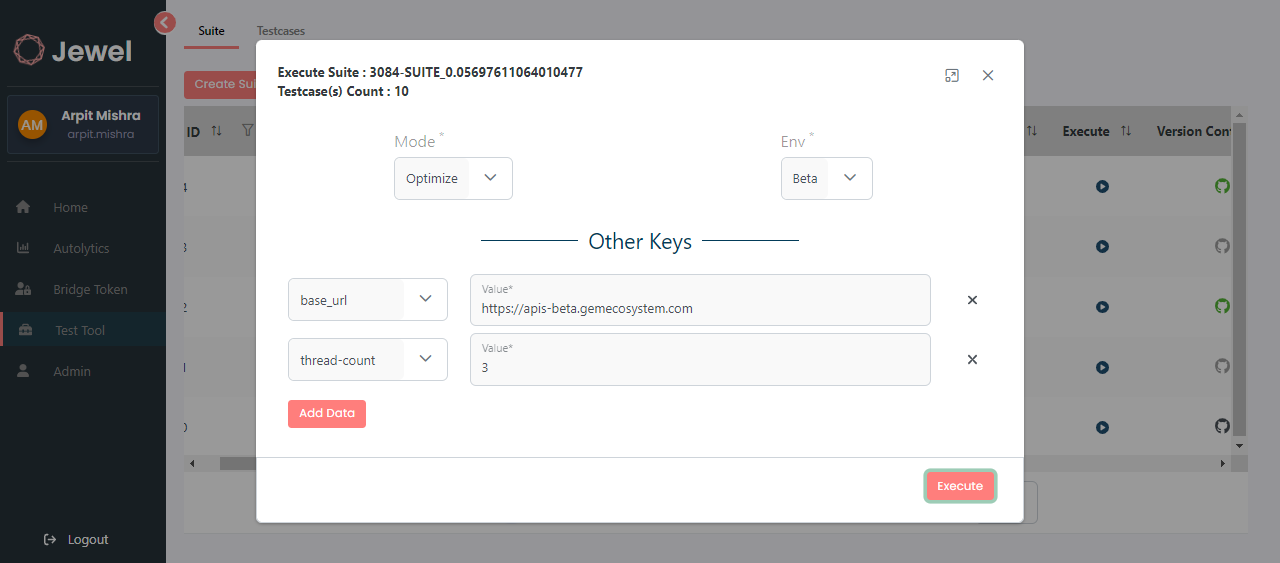 Jewel
AM
Arpit Mishra
arpit.mishra
Home
Autolytics
Bridge Token
Test Tool
Admin
Logout
Suite
Testcases
Create Sui
ID
Execute
Version Con
Execute Suite : 3084-SUITE_0.05697611064010477
Testcase(s) Count : 10
Mode *
Env *
Optimize
Beta
Other Keys
base_url
Value*
https://apis-beta.gemecosystem.com
thread-count
Value*
3
Add Data
Execute